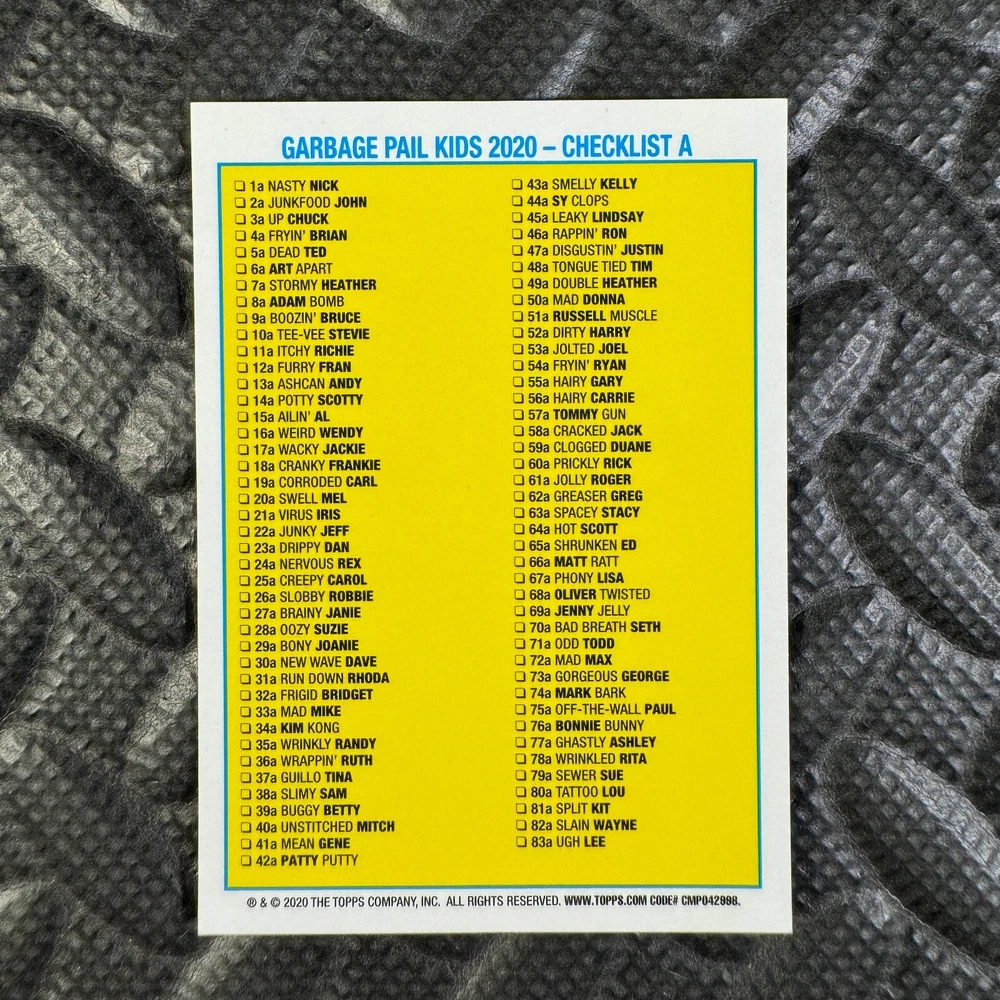 GARBAGE PAIL KIDS 2020 – CHECKLIST A
❏ 1a NASTY NICK
❏ 2a JUNKFOOD JOHN
❏ 3a UP CHUCK
❏ 4a FRYIN' BRIAN
❏ 5a DEAD TED
❏ 6a ART APART
❏ 7a STORMY HEATHER
❏ 8a ADAM BOMB
❏ 9a BOOZIN' BRUCE
❏ 10a TEE-VEE STEVIE
❏ 11a ITCHY RICHIE
❏ 12a FURRY FRAN
❏ 13a ASHCAN ANDY
❏ 14a POTTY SCOTTY
❏ 15a AILIN' AL
❏ 16a WEIRD WENDY
❏ 17a WACKY JACKIE
❏ 18a CRANKY FRANKIE
❏ 19a CORRODED CARL
❏ 20a SWELL MEL
❏ 21a VIRUS IRIS
❏ 22a JUNKY JEFF
❏ 23a DRIPPY DAN
❏ 24a NERVOUS REX
❏ 25a CREEPY CAROL
❏ 26a SLOBBY ROBBIE
❏ 27a BRAINY JANIE
❏ 28a OOZY SUZIE
❏ 29a BONY JOANIE
❏ 30a NEW WAVE DAVE
❏ 31a RUN DOWN RHODA
❏ 32a FRIGID BRIDGET
❏ 33a MAD MIKE
❏ 34a KIM KONG
❏ 35a WRINKLY RANDY
❏ 36a WRAPPIN' RUTH
❏ 37a GUILLO TINA
❏ 38a SLIMY SAM
❏ 39a BUGGY BETTY
❏ 40a UNSTITCHED MITCH
❏ 41a MEAN GENE
❏ 42a PATTY PUTTY
❏ 43a SMELLY KELLY
❏ 44a SY CLOPS
❏ 45a LEAKY LINDSAY
❏ 46a RAPPIN' RON
❏ 47a DISGUSTIN' JUSTIN
❏ 48a TONGUE TIED TIM
❏ 49a DOUBLE HEATHER
❏ 50a MAD DONNA
❏ 51a RUSSELL MUSCLE
❏ 52a DIRTY HARRY
❏ 53a JOLTED JOEL
❏ 54a FRYIN' RYAN
❏ 55a HAIRY GARY
❏ 56a HAIRY CARRIE
❏ 57a TOMMY GUN
❏ 58a CRACKED JACK
❏ 59a CLOGGED DUANE
❏ 60a PRICKLY RICK
❏ 61a JOLLY ROGER
❏ 62a GREASER GREG
❏ 63a SPACEY STACY
❏ 64a HOT SCOTT
❏ 65a SHRUNKEN ED
❏ 66a MATT RATT
❏ 67a PHONY LISA
❏ 68a OLIVER TWISTED
❏ 69a JENNY JELLY
❏ 70a BAD BREATH SETH
❏ 71a ODD TODD
❏ 72a MAD MAX
❏ 73a GORGEOUS GEORGE
❏ 74a MARK BARK
❏ 75a OFF-THE-WALL PAUL
❏ 76a BONNIE BUNNY
❏ 77a GHASTLY ASHLEY
❏ 78a WRINKLED RITA
❏ 79a SEWER SUE
❏ 80a TATTOO LOU
❏ 81a SPLIT KIT
❏ 82a SLAIN WAYNE
❏ 83a UGH LEE
® & © 2020 THE TOPPS COMPANY, INC. ALL RIGHTS RESERVED. WWW.TOPPS.COM CODE# CMP042998.